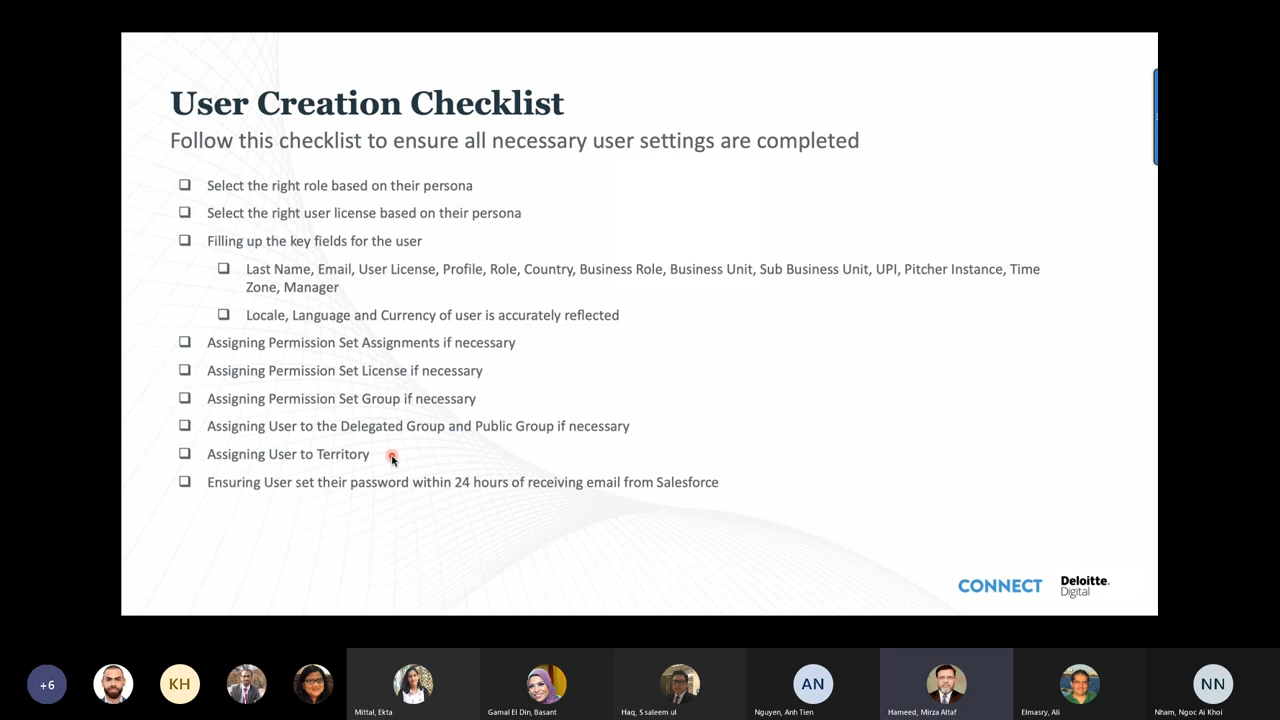 User Creation Checklist
Follow this checklist to ensure all necessary user settings are completed
Select the right role based on their persona
Select the right user license based on their persona
Filling up the key fields for the user
Last Name, Email, User License, Profile, Role, Country, Business Role, Business Unit, Sub Business Unit, UPI, Pitcher Instance, Time
Zone, Manager
Locale, Language and Currency of user is accurately reflected
Assigning Permission Set Assignments if necessary
Assigning Permission Set License if necessary
Assigning Permission Set Group if necessary
Assigning User to the Delegated Group and Public Group if necessary
Assigning User to Territory
Ensuring User set their password within 24 hours of receiving email from Salesforce
CONNECT
Deloitte.
Digital
+6
KH
AN
NN
Mittal, Ekta
Gamal El Din, Basant
Haq, S saleem ul
Nguyen, Anh Tien
Hameed, Mirza Altaf
Elmasry, Ali
Nham, Ngoc Ai Khoi